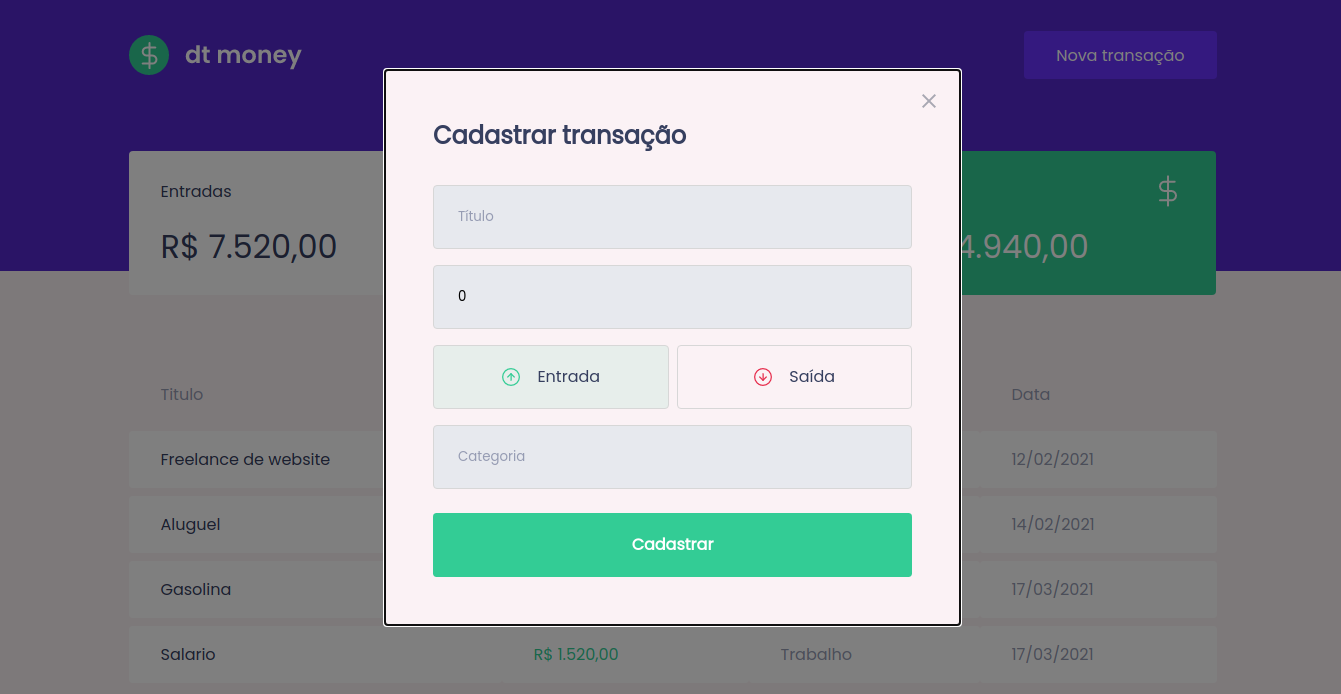 dt money
Nova transação
Cadastrar transação
Título
0
Entrada
Saída
Categoria
Cadastrar
Entradas
R$ 7.520,00
4.940,00
Titulo
Data
Freelance de website
12/02/2021
Aluguel
14/02/2021
Gasolina
17/03/2021
Salario
R$ 1.520,00
Trabalho
17/03/2021